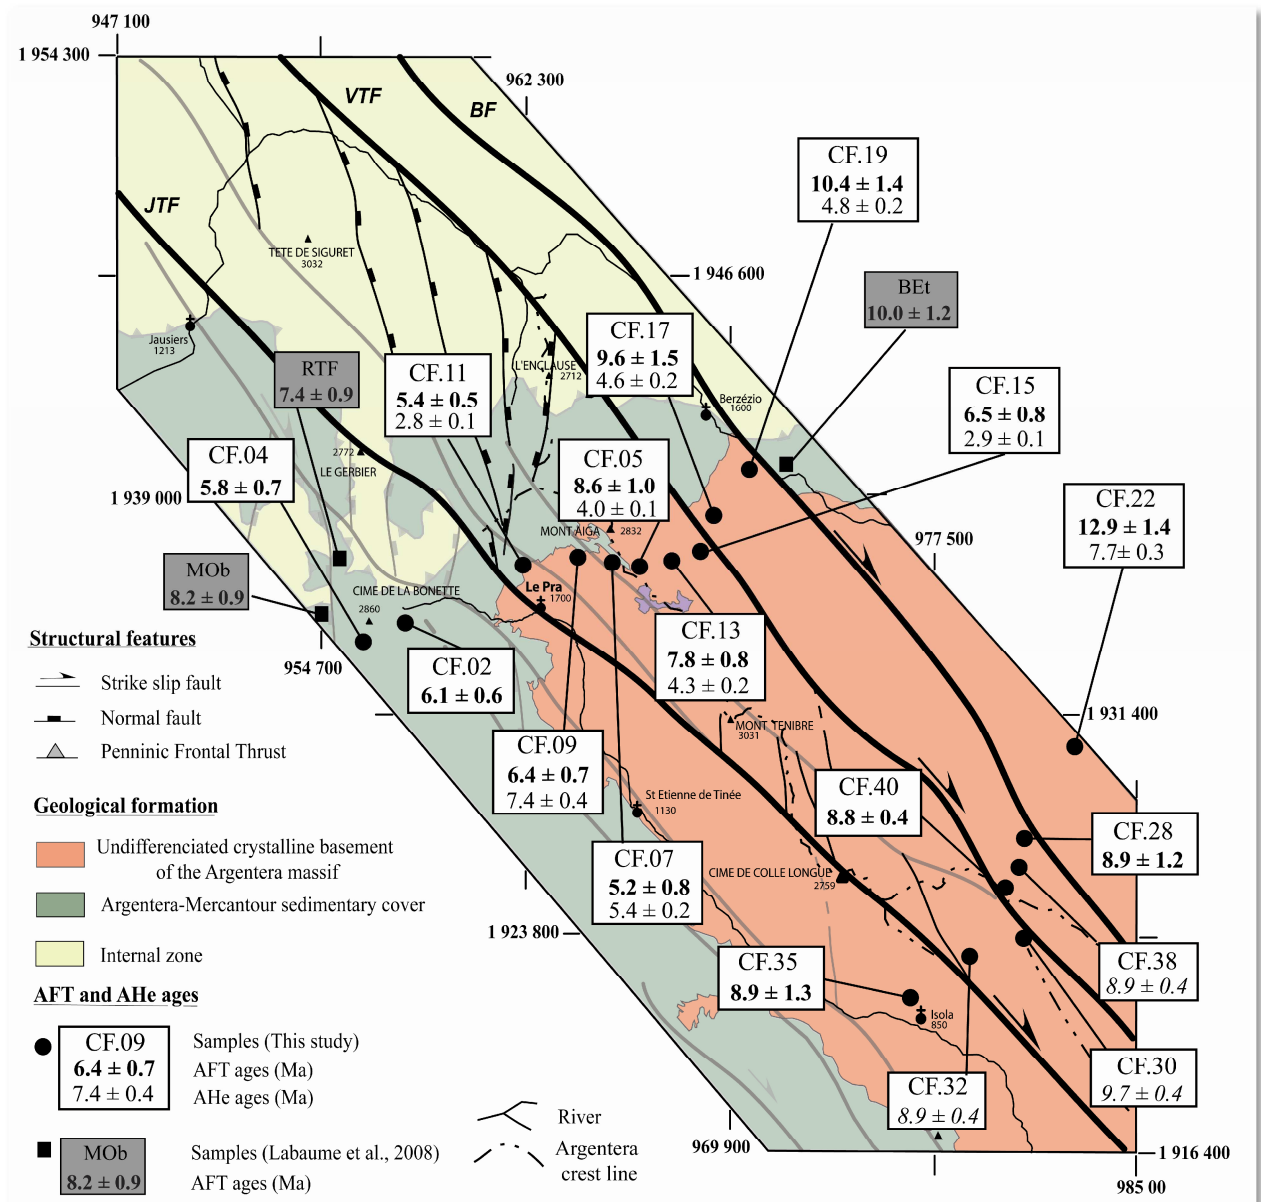 947 100
1 954 300
962 300
VTF
BF
CF.19
10.4 ± 1.4
4.8 ± 0.2
JTF
TETE DE SIGURET
3032
1 946 600
BEt
10.0 ± 1.2
Jausiers
1213
CF.17
9.6 ± 1.5
4.6 ± 0.2
RTF
7.4 ± 0.9
CF.11
5.4 ± 0.5
2.8 ± 0.1
L'ENCLAUSE
2712
Berzézio
1600
CF.15
6.5 ± 0.8
2.9 ± 0.1
CF.04
5.8 ± 0.7
2772
LE GERBIER
CF.05
8.6 ± 1.0
4.0 ± 0.1
1 939 000
CF.22
12.9 ± 1.4
7.7± 0.3
MONT AIGA
2832
977 500
MOb
8.2 ± 0.9
CIME DE LA BONETTE
2860
Le Pra
1700
CF.13
7.8 ± 0.8
4.3 ± 0.2
954 700
CF.02
6.1 ± 0.6
Structural features
Strike slip fault
Normal fault
Penninic Frontal Thrust
1 931 400
MONT TENIBRE
3031
CF.09
6.4 ± 0.7
7.4 ± 0.4
CF.40
8.8 ± 0.4
St Etienne de Tinée
1130
Geological formation
Undifferenciated crystalline basement
of the Argentera massif
Argentera-Mercantour sedimentary cover
Internal zone
CF.28
8.9 ± 1.2
CF.07
5.2 ± 0.8
5.4 ± 0.2
CIME DE COLLE LONGUE
2759
1 923 800
CF.35
8.9 ± 1.3
CF.38
8.9 ± 0.4
Isola
850
AFT and AHe ages
CF.09
6.4 ± 0.7
7.4 ± 0.4
Samples (This study)
AFT ages (Ma)
AHe ages (Ma)
CF.30
9.7 ± 0.4
CF.32
8.9 ± 0.4
River
Argentera
crest line
MOb
8.2 ± 0.9
Samples (Labaume et al., 2008)
AFT ages (Ma)
969 900
1 916 400
985 00